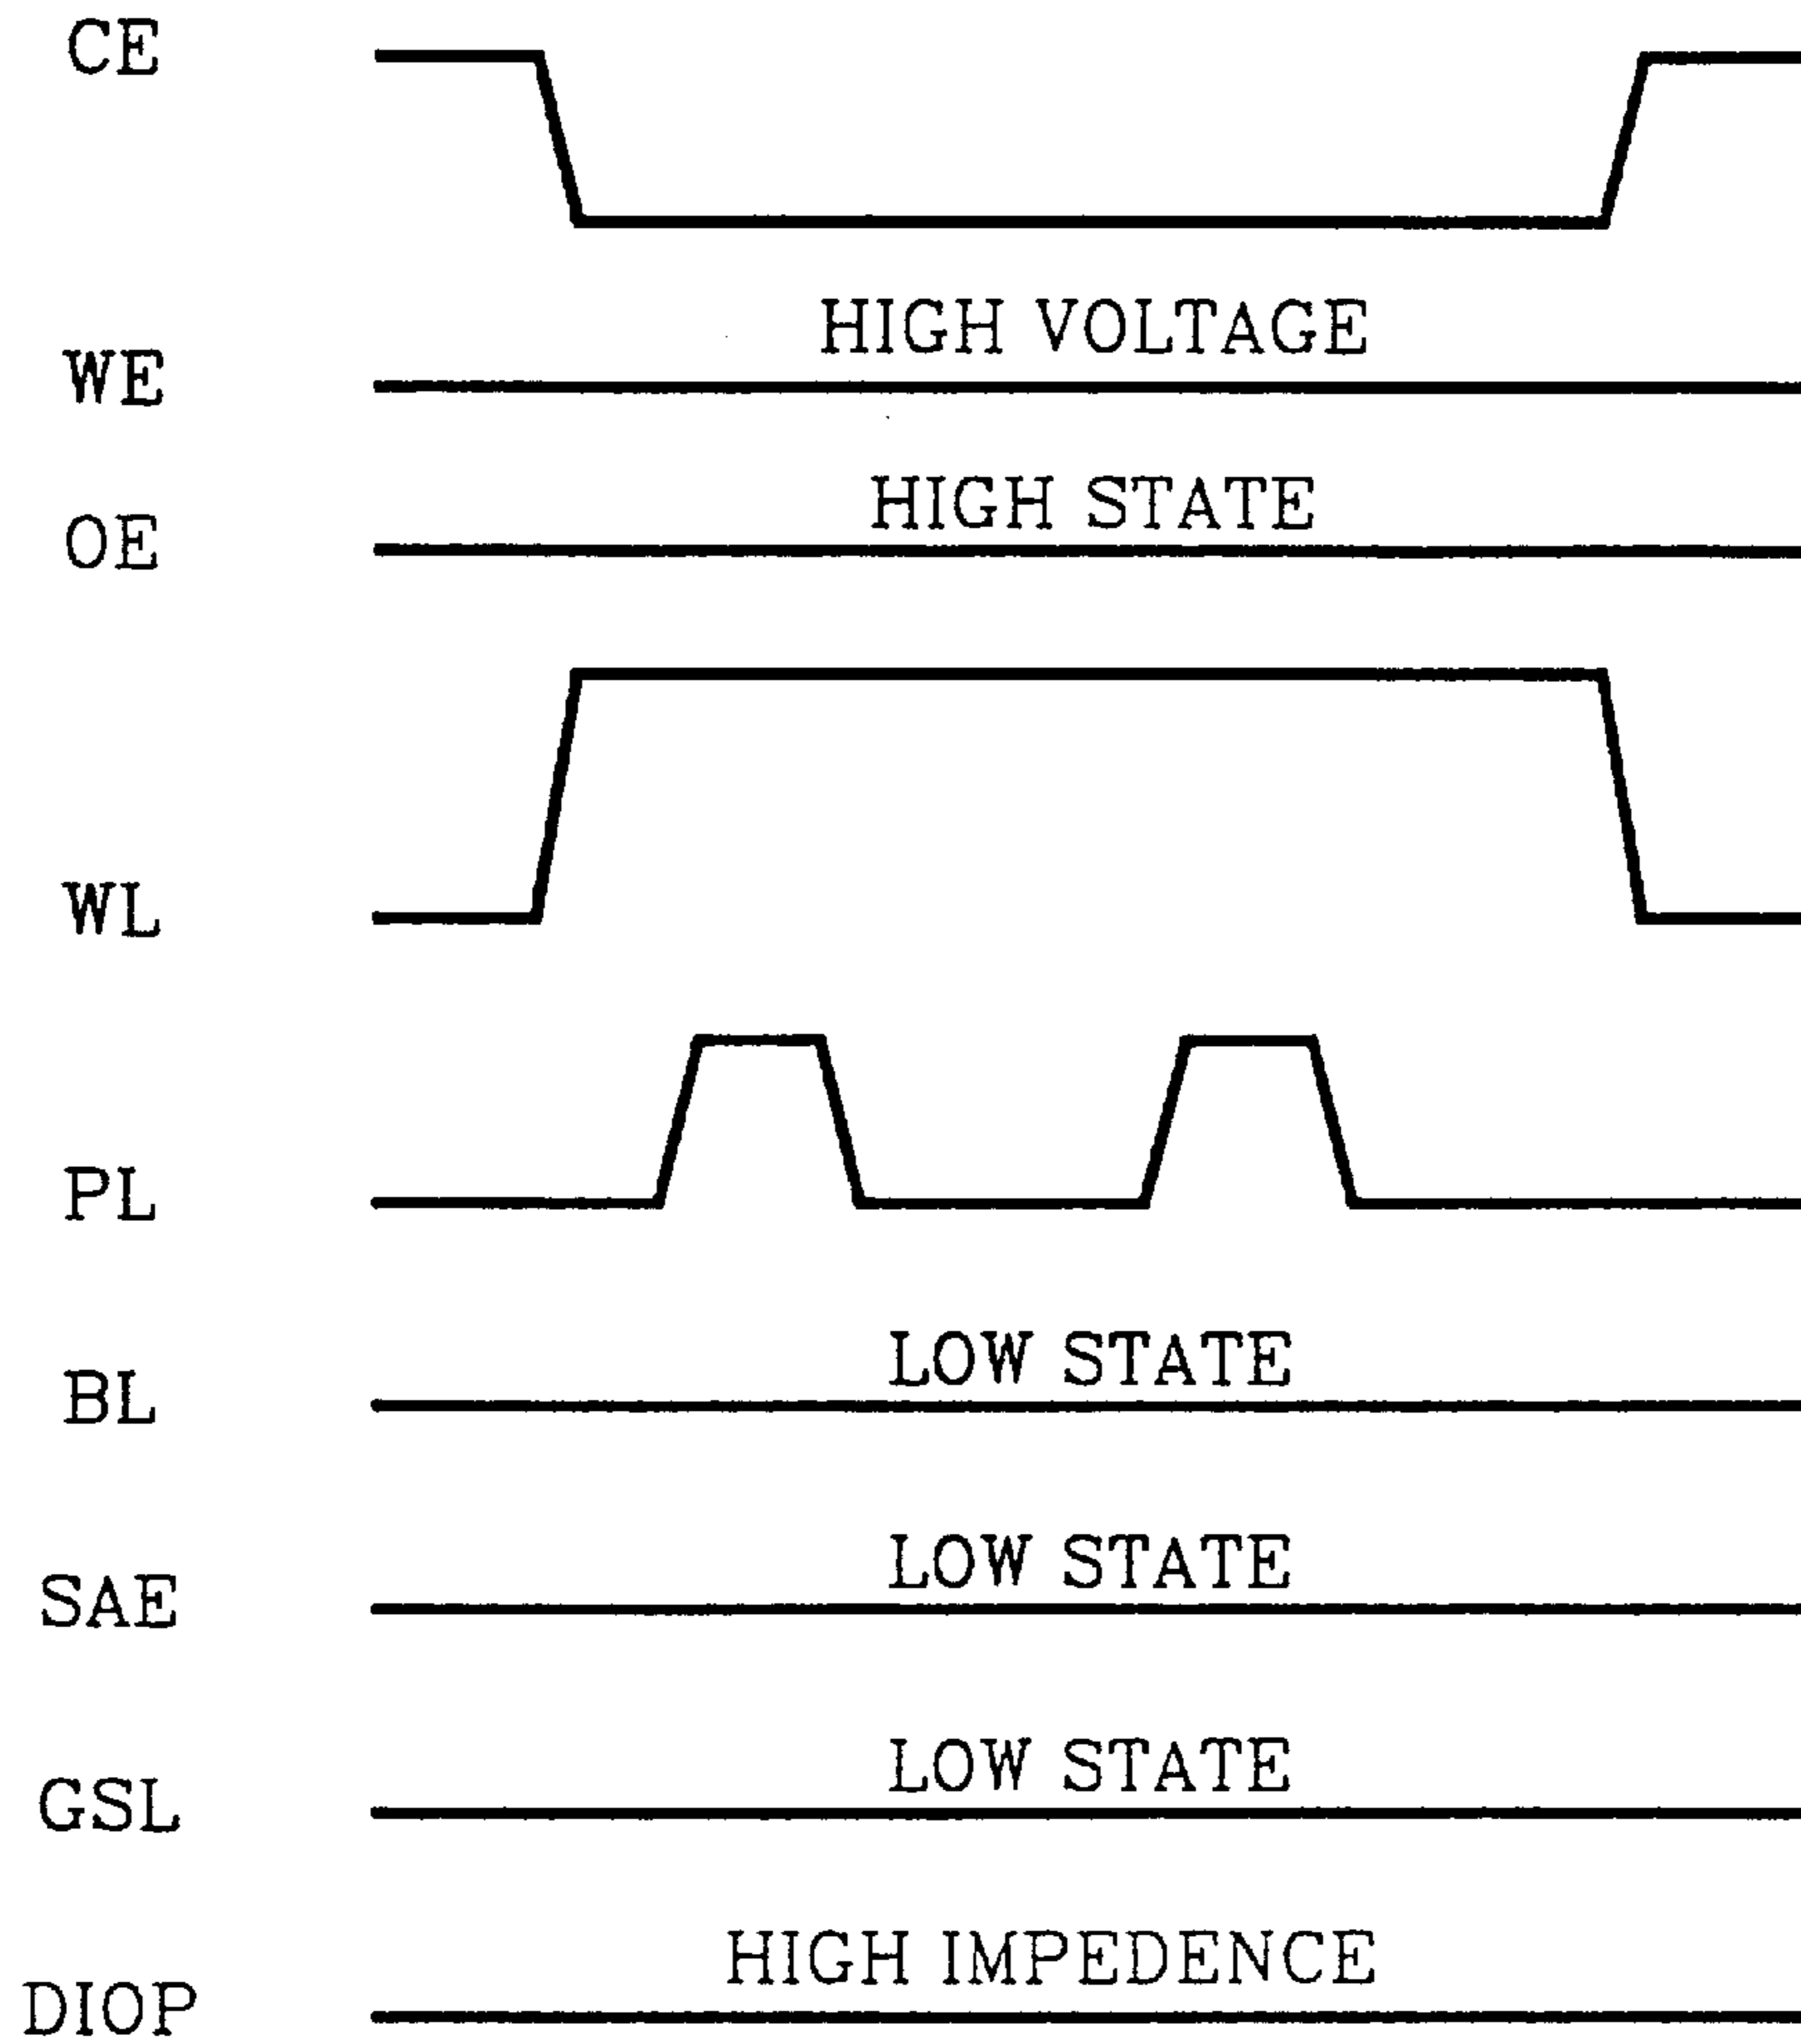 CE
HIGH VOLTAGE
WE
HIGH STATE
OE
WL
PL
LOW STATE
BL
LOW STATE
SAE
LOW STATE
GSL
HIGH IMPEDENCE
DIOP